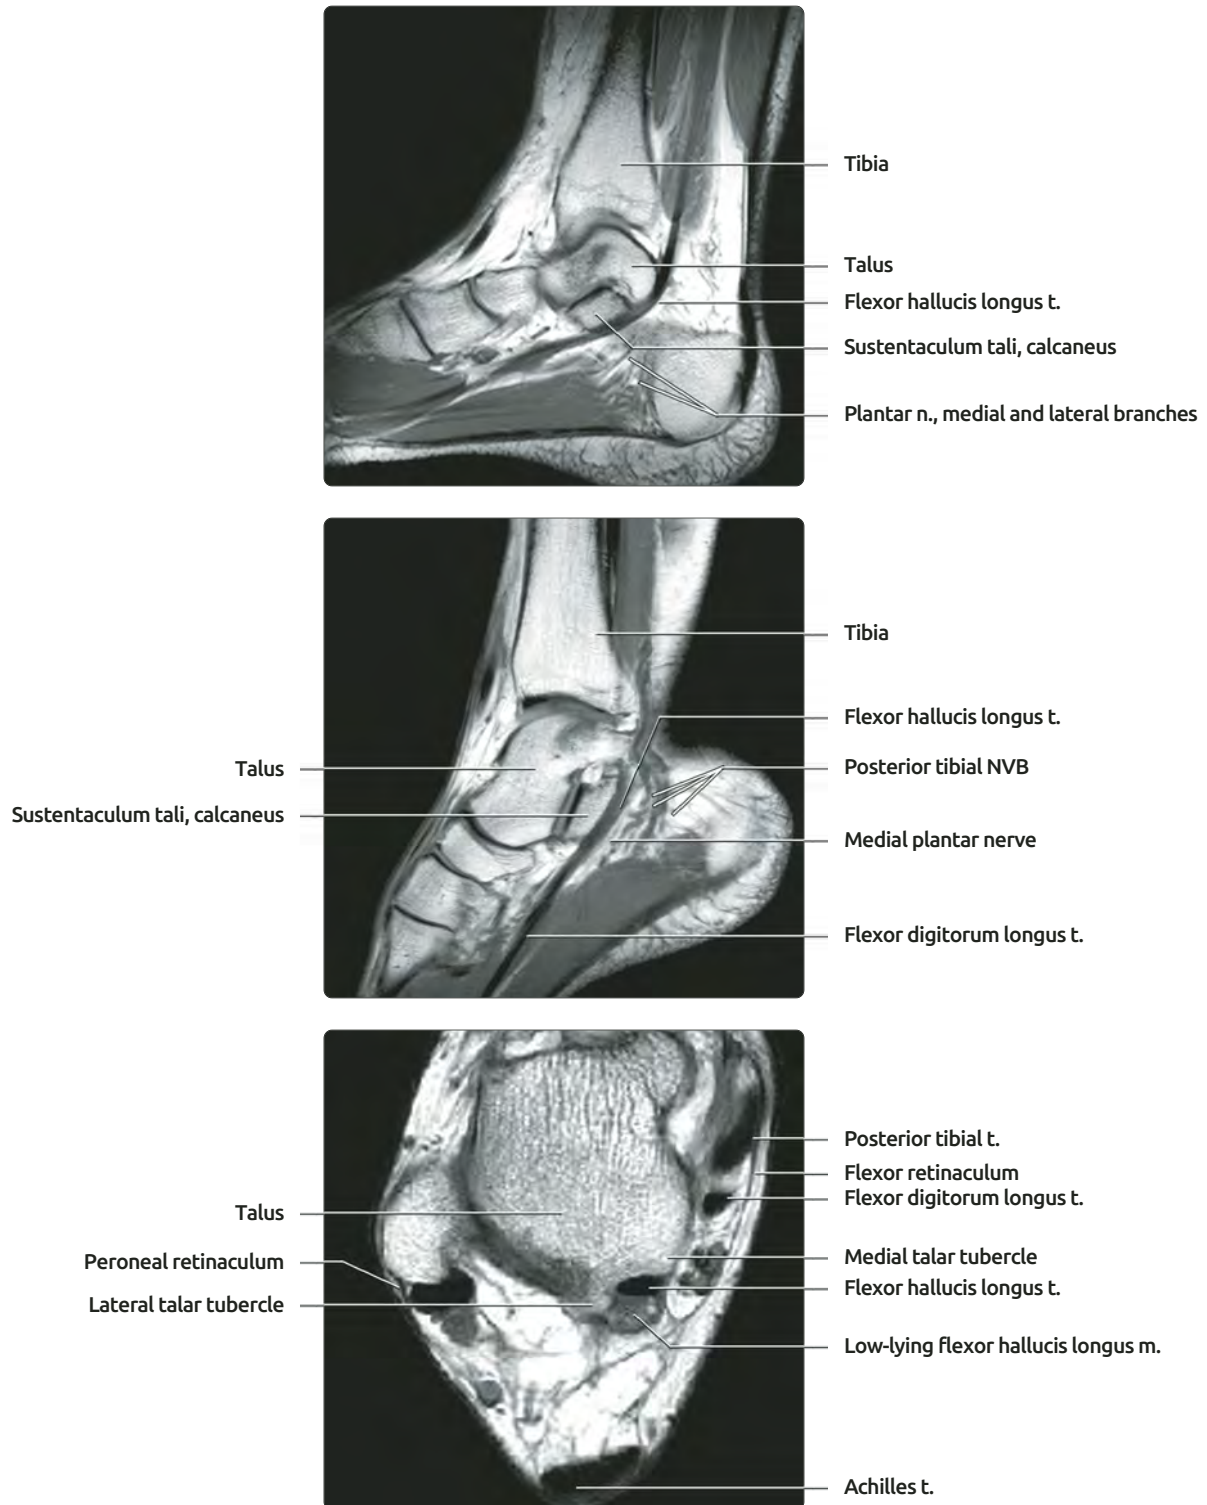 Tibia
Talus
Flexor hallucis longus t.
Sustentaculum tali, calcaneus
Plantar n., medial and lateral branches
Tibia
Flexor hallucis longus t.
Talus
Posterior tibial NVB
Sustentaculum tali, calcaneus
Medial plantar nerve
Flexor digitorum longus t.
Posterior tibial t.
Flexor retinaculum
Flexor digitorum longus t.
Talus
Medial talar tubercle
Peroneal retinaculum
Flexor hallucis longus t.
Lateral talar tubercle
Low-lying flexor hallucis longus m.
Achilles t.